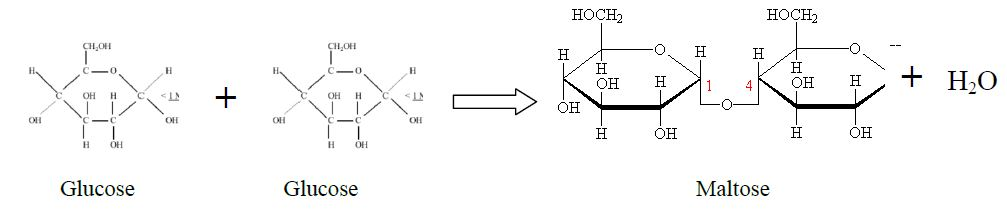 CH₂OH
H C O H
C OH H C
OH C C OH
H OH
+
CH₂OH
H C O H
C OH H C
OH C C OH
H OH
HOCH₂
H O H
H
OH H 1
OH
H OH
O
HOCH₂
H O
H
4 OH H
H OH
+ H₂O
Glucose
Glucose
Maltose